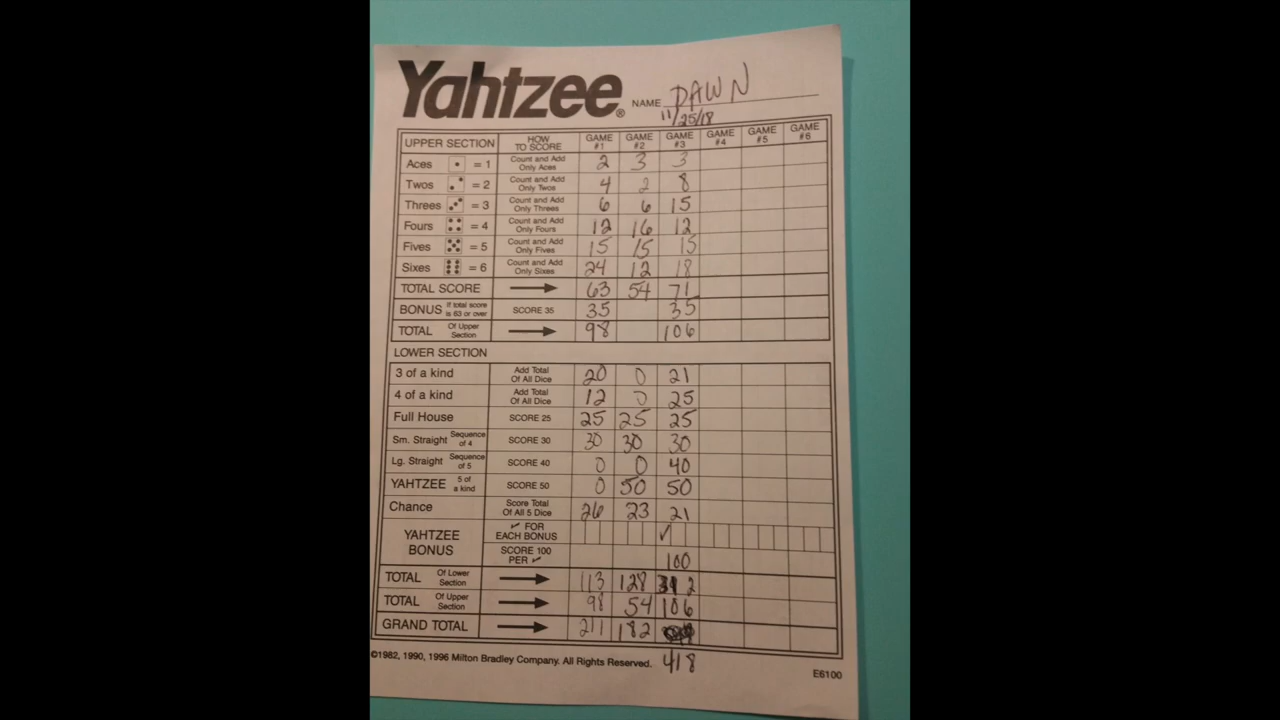 Yahtzee® NAME DAWN
11/25/18
UPPER SECTION HOW TO SCORE GAME #1 GAME #2 GAME #3 GAME #4 GAME #5 GAME #6
Aces = 1 Count and Add Only Aces 2 3 3
Twos = 2 Count and Add Only Twos 4 2 8
Threes = 3 Count and Add Only Threes 6 6 15
Fours = 4 Count and Add Only Fours 12 16 12
Fives = 5 Count and Add Only Fives 15 15 15
Sixes = 6 Count and Add Only Sixes 24 12 18
TOTAL SCORE 63 54 71
BONUS If total score is 63 or over SCORE 35 35 35
TOTAL Of Upper Section 98 106
LOWER SECTION
3 of a kind Add Total Of All Dice 20 0 21
4 of a kind Add Total Of All Dice 12 0 25
Full House SCORE 25 25 25 25
Sm. Straight Sequence of 4 SCORE 30 30 30 30
Lg. Straight Sequence of 5 SCORE 40 0 0 40
YAHTZEE 5 of a kind SCORE 50 0 50 50
Chance Score Total Of All 5 Dice 26 23 21
YAHTZEE BONUS ✓ FOR EACH BONUS ✓
SCORE 100 PER ✓ 100
TOTAL Of Lower Section 113 128 312
TOTAL Of Upper Section 98 54 106
GRAND TOTAL 211 182
©1982, 1990, 1996 Milton Bradley Company. All Rights Reserved. 418
E6100